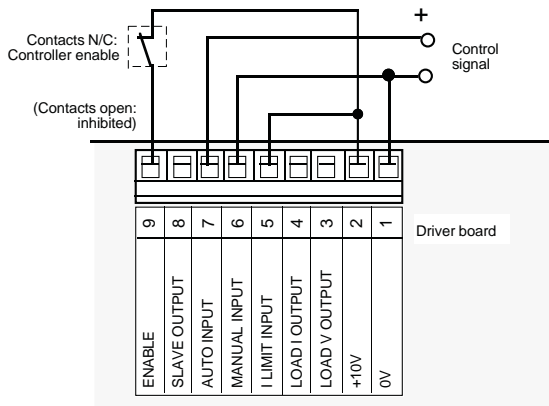 +
Contacts N/C:
Controller enable
Control
signal
(Contacts open:
inhibited)
9
8
7
6
5
4
3
2
1
Driver board
ENABLE
SLAVE OUTPUT
AUTO INPUT
MANUAL INPUT
I LIMIT INPUT
LOAD I OUTPUT
LOAD V OUTPUT
+10V
0V